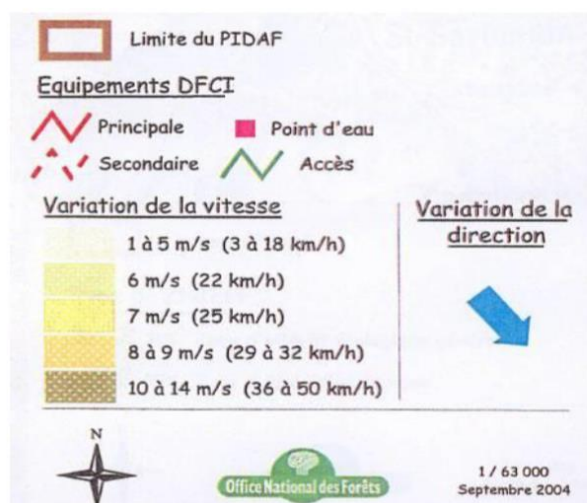 Limite du PIDAF
Equipements DFCI
Principale
Point d'eau
Secondaire
Accès
Variation de la vitesse
1 à 5 m/s (3 à 18 km/h)
6 m/s (22 km/h)
7 m/s (25 km/h)
8 à 9 m/s (29 à 32 km/h)
10 à 14 m/s (36 à 50 km/h)
Variation de la
direction
N
Office National des Forêts
1 / 63 000
Septembre 2004